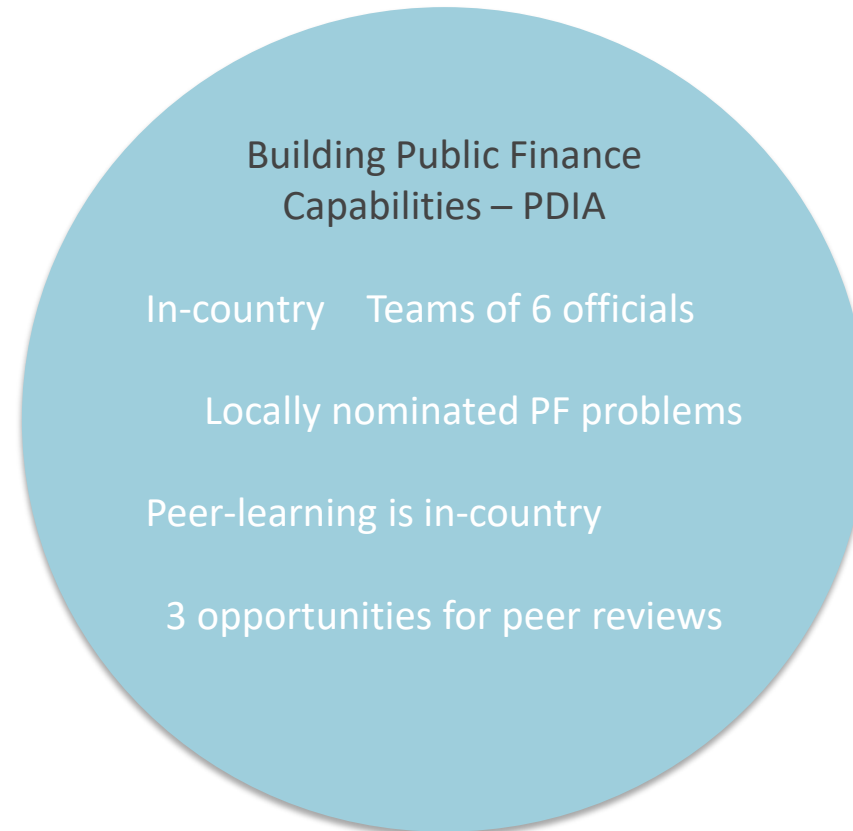 Building Public Finance
Capabilities – PDIA
In-country Teams of 6 officials
Locally nominated PF problems
Peer-learning is in-country
3 opportunities for peer reviews